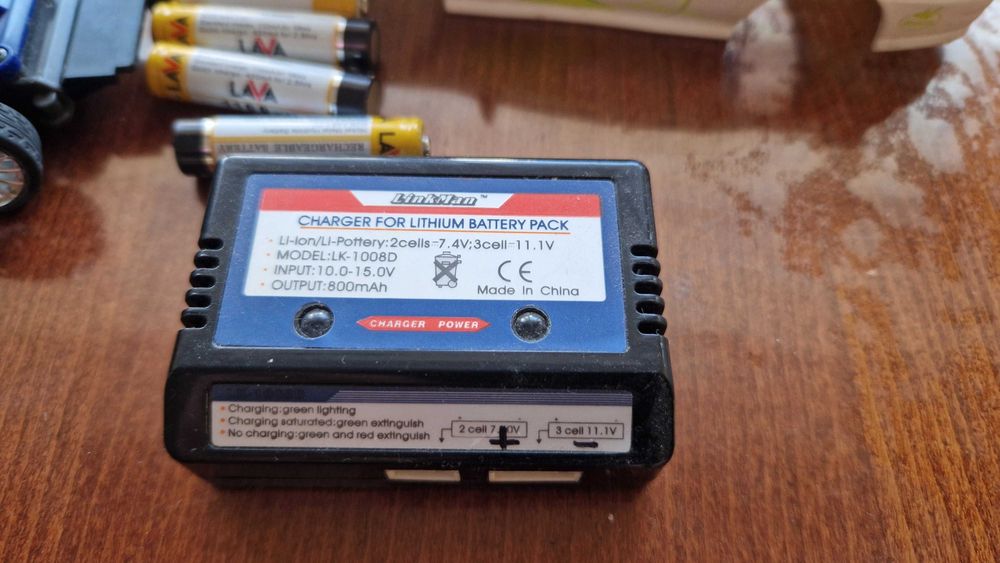 LAVA
LAVA
RECHARGEABLE BATTERY
LAVA
LinkMan™
CHARGER FOR LITHIUM BATTERY PACK
• Li-ion/Li-Pottery:2cells=7.4V;3cell=11.1V
• MODEL:LK-1008D
• INPUT:10.0-15.0V
• OUTPUT:800mAh
CE
Made in China
CHARGER POWER
• Charging:green lighting
• Charging saturated:green extinguish
• No charging:green and red extinguish
2 cell
3 cell 11.1V
+ −